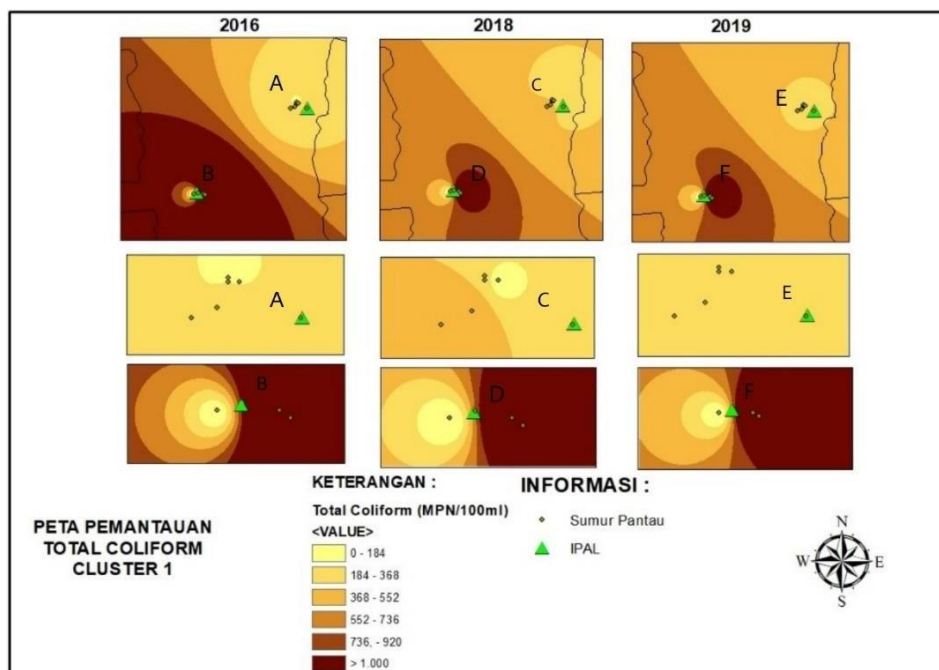 2016 2018 2019
A C E
B D F
A C E
B D F
KETERANGAN :
Total Coliform (MPN/100ml)
<VALUE>
0 - 184
184 - 368
368 - 552
552 - 736
736, - 920
> 1.000
INFORMASI :
Sumur Pantau
IPAL
PETA PEMANTAUAN
TOTAL COLIFORM
CLUSTER 1
N
W E
S